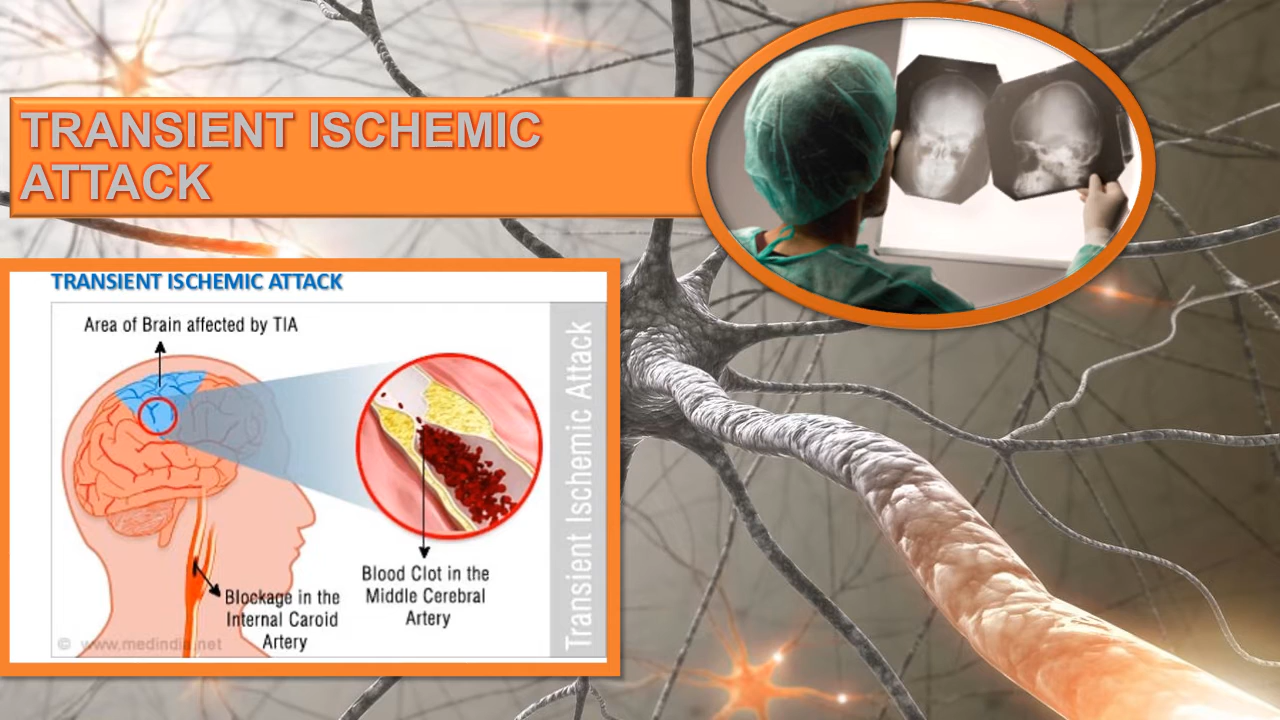 TRANSIENT ISCHEMIC
ATTACK
TRANSIENT ISCHEMIC ATTACK
Area of Brain affected by TIA
Transient Ischemic Attack
Blood Clot in the
Middle Cerebral
Artery
Blockage in the
Internal Caroid
Artery
© www.medindia.net